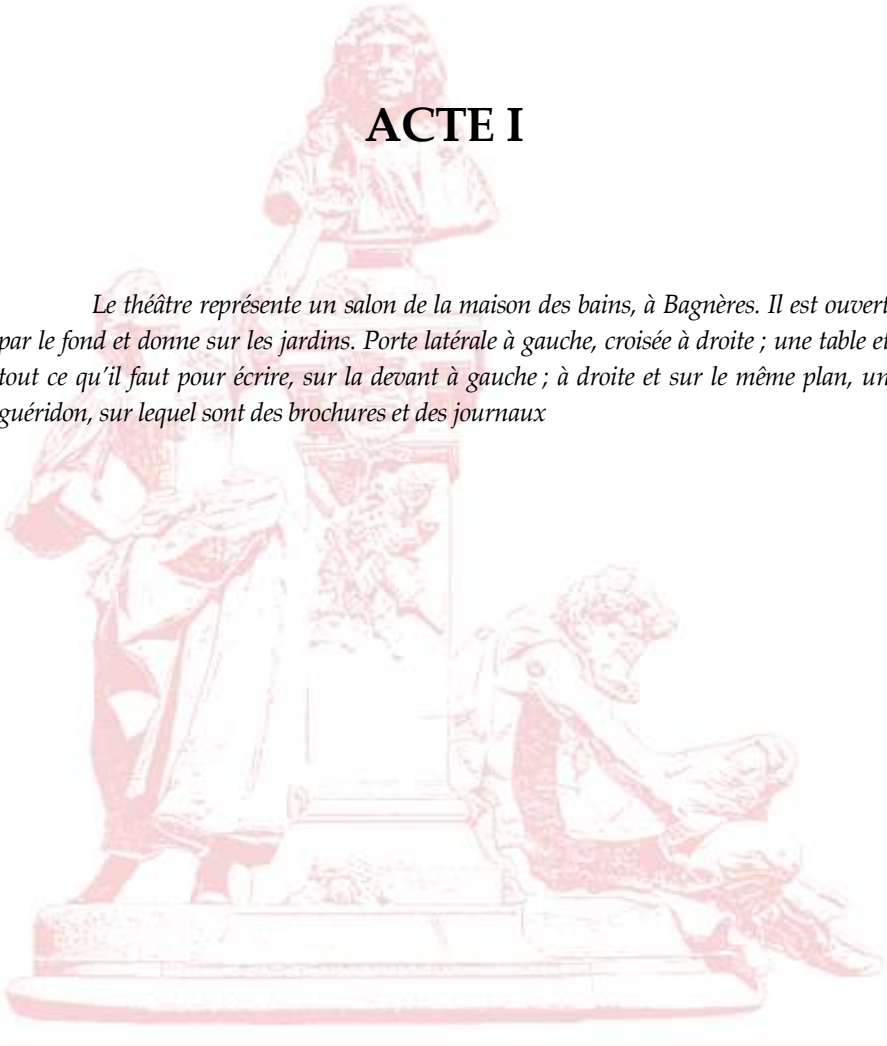 ACTE I
Le théâtre représente un salon de la maison des bains, à Bagnères. Il est ouvert
par le fond et donne sur les jardins. Porte latérale à gauche, croisée à droite ; une table et
tout ce qu'il faut pour écrire, sur la devant à gauche ; à droite et sur le même plan, un
guéridon, sur lequel sont des brochures et des journaux